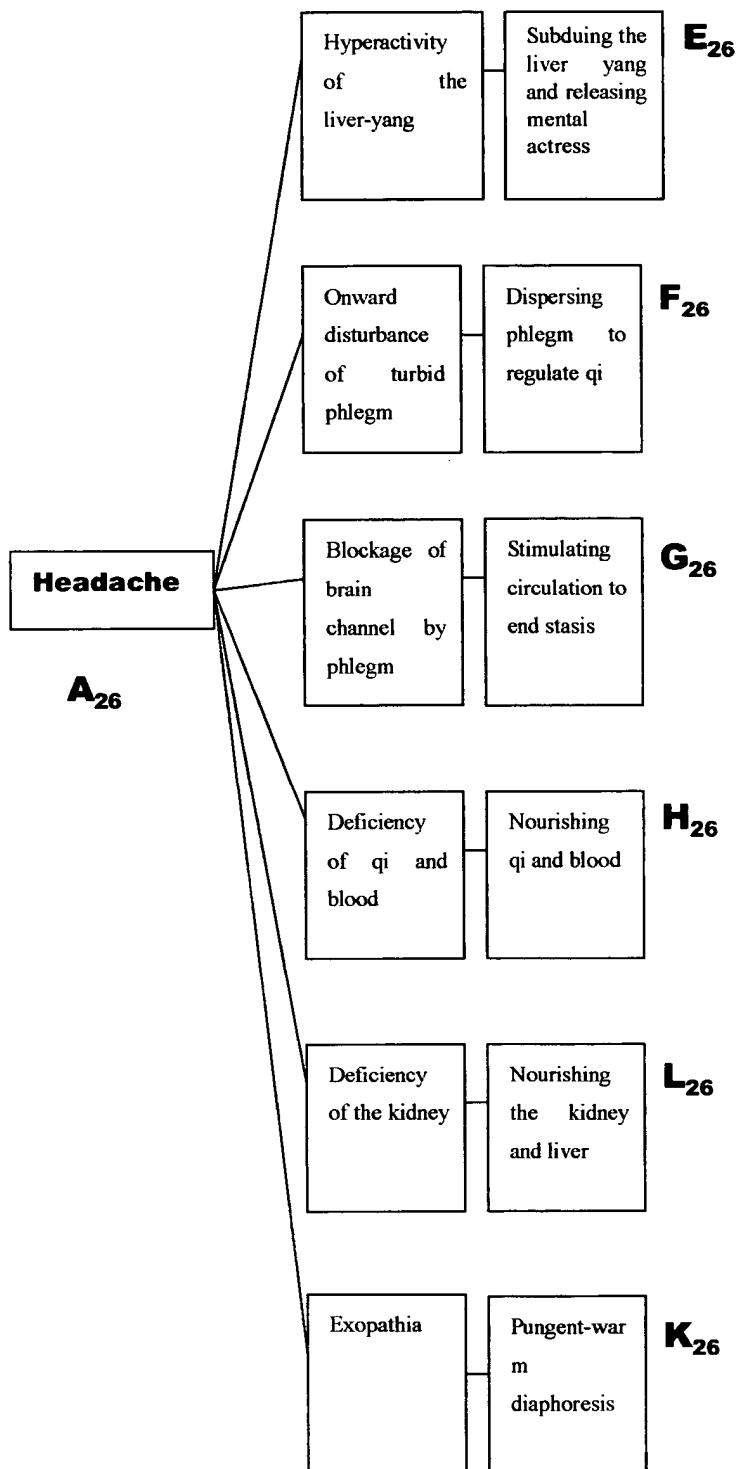 Hyperactivity
of the
liver-yang
Subduing the
liver yang
and releasing
mental
actress
E26
Onward
disturbance
of turbid
phlegm
Dispersing
phlegm to
regulate qi
F26
Headache
A26
Blockage of
brain
channel by
phlegm
Stimulating
circulation to
end stasis
G26
Deficiency
of qi and
blood
Nourishing
qi and blood
H26
Deficiency
of the kidney
Nourishing
the kidney
and liver
L26
Exopathia
Pungent-war
m
diaphoresis
K26